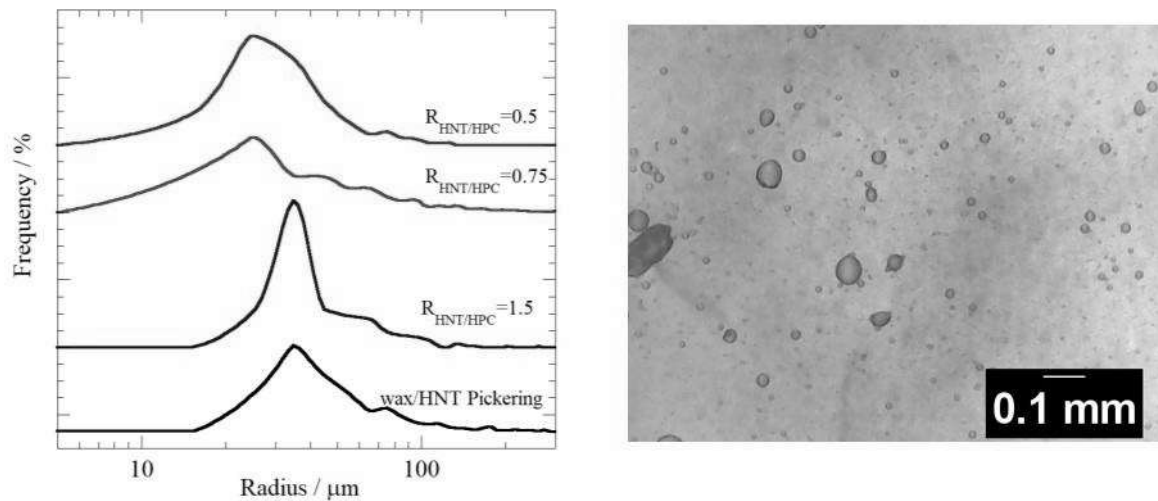 Frequency / %
R_HNT/HPC=0.5
R_HNT/HPC=0.75
R_HNT/HPC=1.5
wax/HNT Pickering
10
100
Radius / μm
0.1 mm